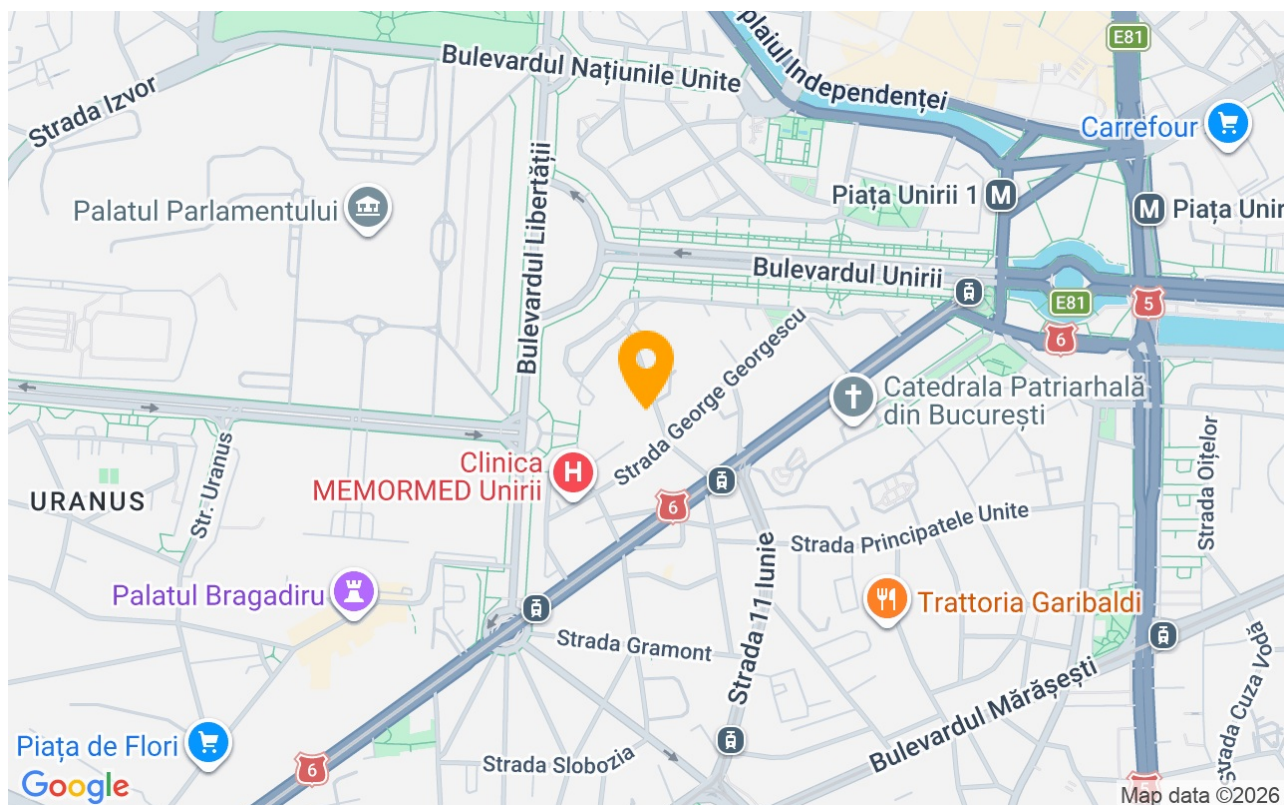 E81
Bulevardul Națiunile Unite
plaiul Independenței
Strada Izvor
Carrefour
Bulevardul Libertății
Piața Unirii 1
M
M
Piața Unir
Palatul Parlamentului
Bulevardul Unirii
E81
5
6
Strada George Georgescu
Catedrala Patriarhală
din București
Str. Uranus
Strada Oițelor
Clinica
MEMORMED Unirii
H
URANUS
6
Strada Principatele Unite
Strada 11 Iunie
Palatul Bragadiru
Trattoria Garibaldi
Strada Gramont
Bulevardul Mărășești
Strada Cuza Vodă
Piața de Flori
Strada Slobozia
6
5
Google
Map data ©2026